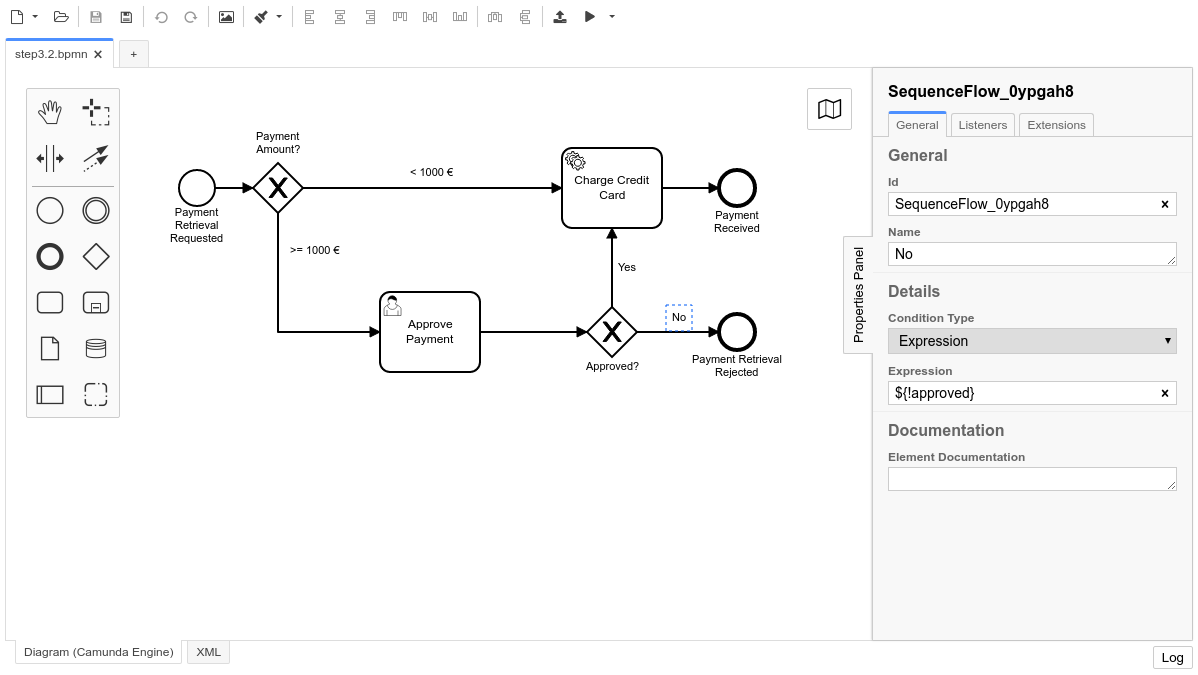 step3.2.bpmn ×
+
Payment
Amount?
< 1000 €
>= 1000 €
Payment
Retrieval
Requested
Charge Credit
Card
Payment
Received
Yes
Approve
Payment
Approved?
No
Payment Retrieval
Rejected
Properties Panel
SequenceFlow_0ypgah8
General Listeners Extensions
General
Id
SequenceFlow_0ypgah8 ×
Name
No
Details
Condition Type
Expression
Expression
${!approved} ×
Documentation
Element Documentation
Diagram (Camunda Engine) XML
Log